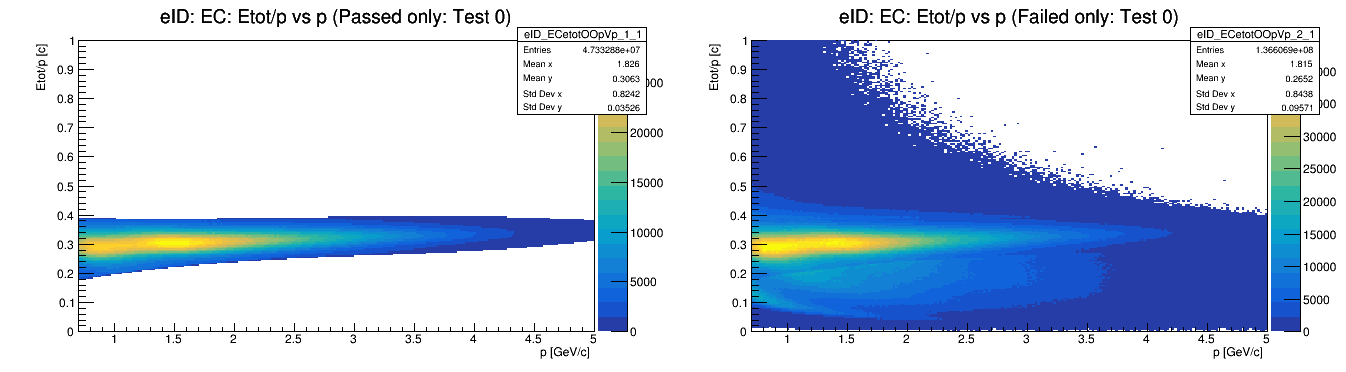 eID: EC: Etot/p vs p (Passed only: Test 0)
eID_ECetotOOpVp_1_1
Entries 4.733288e+07
Mean x 1.826
Mean y 0.3063
Std Dev x 0.8242
Std Dev y 0.03526
Etot/p [c]
1
0.9
0.8
0.7
0.6
0.5
0.4
0.3
0.2
0.1
0
1 1.5 2 2.5 3 3.5 4 4.5 5
p [GeV/c]
20000
15000
10000
5000
0
eID: EC: Etot/p vs p (Failed only: Test 0)
eID_ECetotOOpVp_2_1
Entries 1.366069e+08
Mean x 1.815
Mean y 0.2652
Std Dev x 0.8438
Std Dev y 0.09571
Etot/p [c]
1
0.9
0.8
0.7
0.6
0.5
0.4
0.3
0.2
0.1
0
1 1.5 2 2.5 3 3.5 4 4.5 5
p [GeV/c]
30000
25000
20000
15000
10000
5000
0